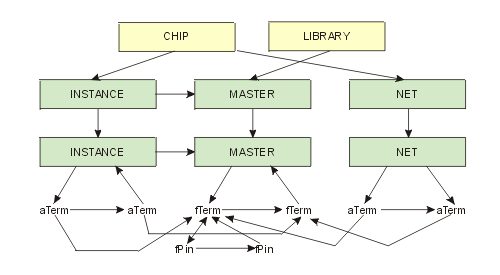 CHIP LIBRARY
INSTANCE MASTER NET
INSTANCE MASTER NET
aTerm aTerm fTerm fTerm aTerm aTerm
fPin fPin